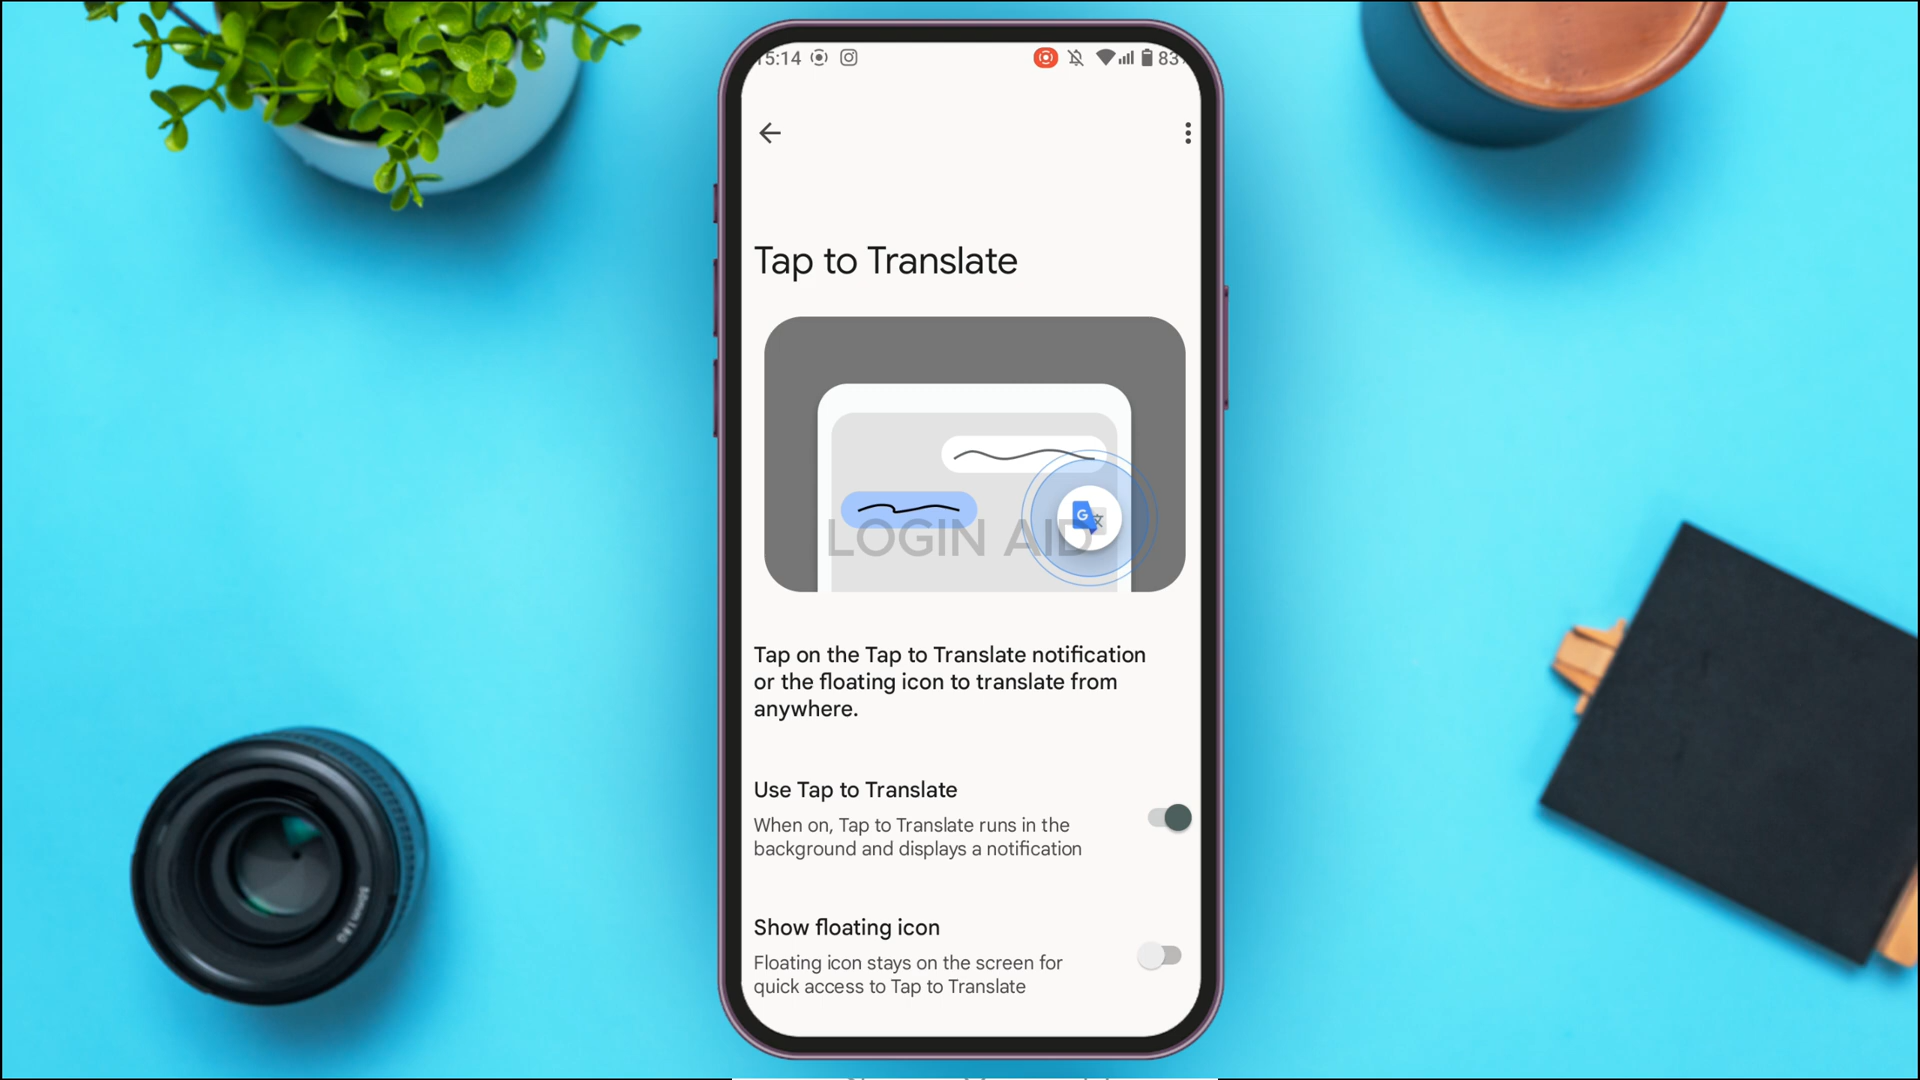 5:14
83
Tap to Translate
G文
LOGIN AID
Tap on the Tap to Translate notification
or the floating icon to translate from
anywhere.
Use Tap to Translate
When on, Tap to Translate runs in the
background and displays a notification
Show floating icon
Floating icon stays on the screen for
quick access to Tap to Translate